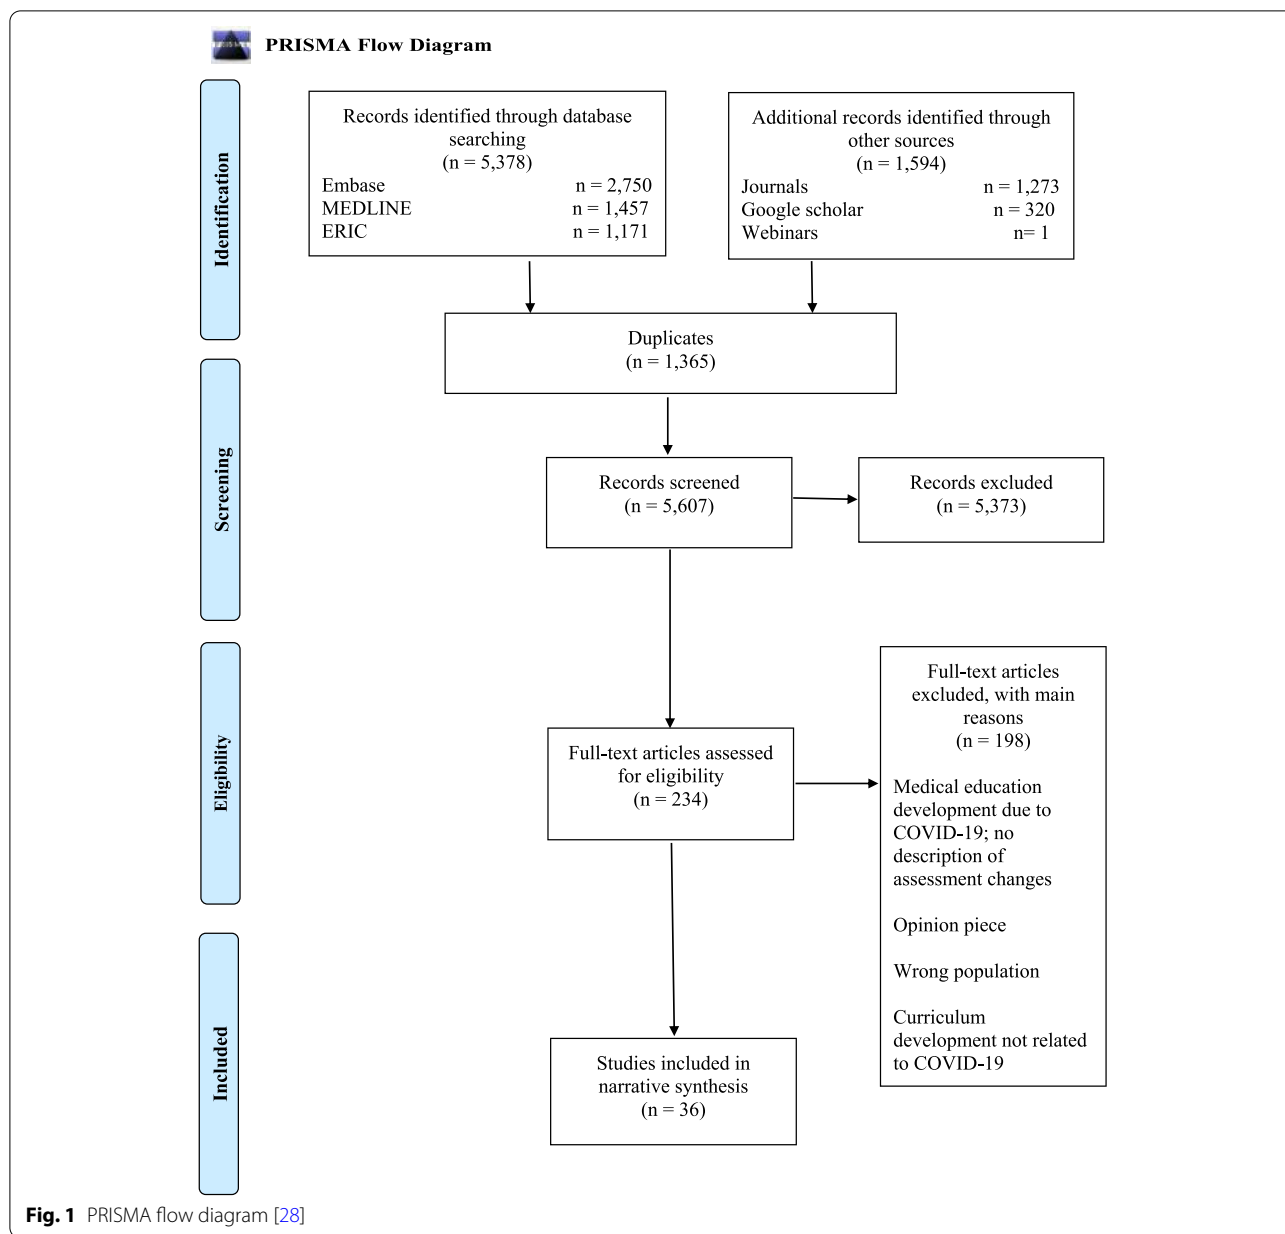 PRISMA Flow Diagram
Identification
Records identified through database
searching
(n = 5,378)
Embase n = 2,750
MEDLINE n = 1,457
ERIC n = 1,171
Additional records identified through
other sources
(n = 1,594)
Journals n = 1,273
Google scholar n = 320
Webinars n= 1
Duplicates
(n = 1,365)
Screening
Records screened
(n = 5,607)
Records excluded
(n = 5,373)
Eligibility
Full-text articles assessed
for eligibility
(n = 234)
Full-text articles
excluded, with main
reasons
(n = 198)
Medical education
development due to
COVID-19; no
description of
assessment changes
Opinion piece
Wrong population
Curriculum
development not related
to COVID-19
Included
Studies included in
narrative synthesis
(n = 36)
Fig. 1 PRISMA flow diagram [28]